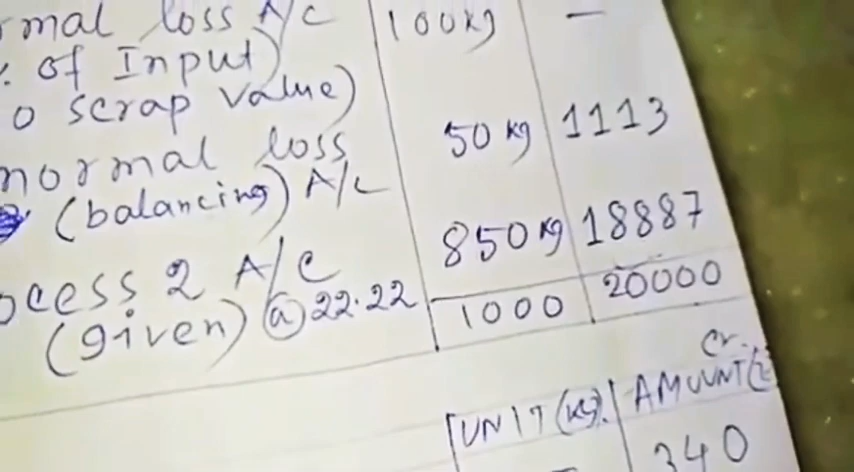 rmal loss A/c 100kg —
. of Input)
o scrap value)
normal loss 50 kg 1113
(balancing) A/c
ocess 2 A/c 850 kg 18887
(given) @ 22.22 1000 20000
Cr.
UNIT (kg). AMOUNT
340